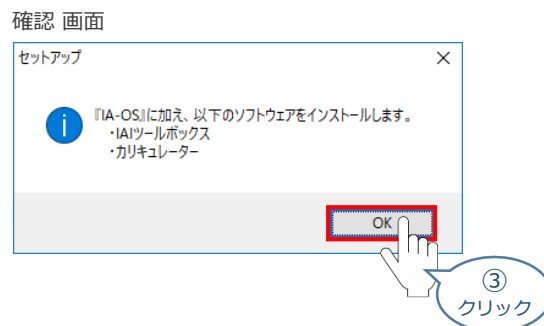 確認 画面
セットアップ
『IA-OS』に加え、以下のソフトウェアをインストールします。
・IAIツールボックス
・カリキュレーター
OK
③
クリック